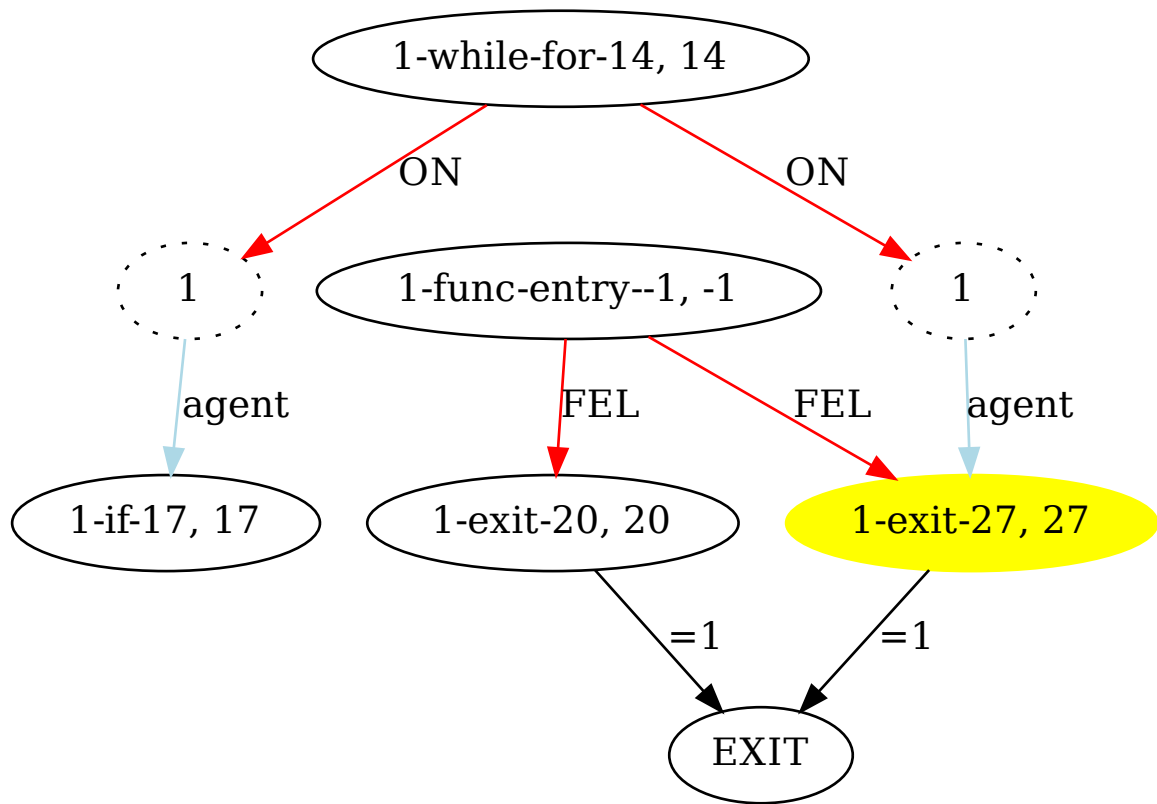 1-while-for-14, 14
ON
ON
1
1-func-entry--1, -1
1
agent
FEL
FEL
agent
1-if-17, 17
1-exit-20, 20
1-exit-27, 27
=1
=1
EXIT